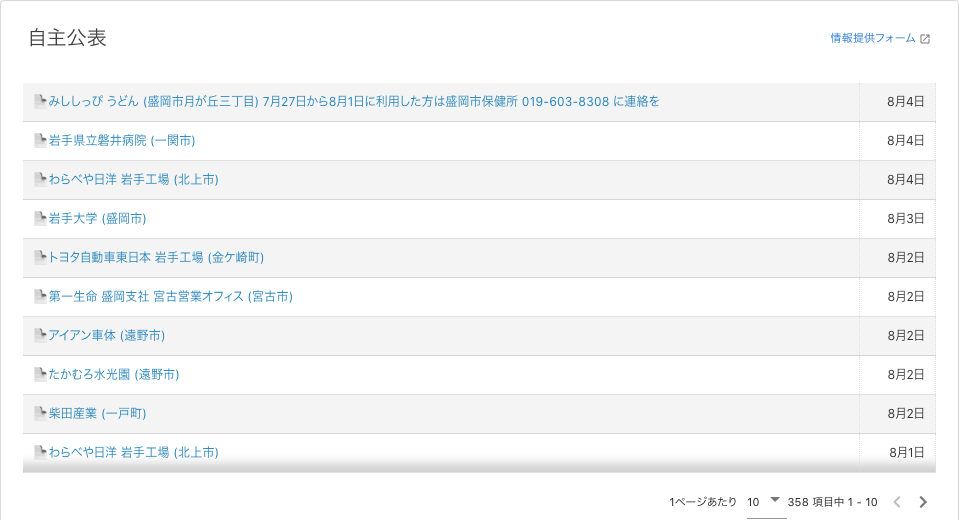 自主公表
情報提供フォーム
みししっぴ うどん (盛岡市月が丘三丁目) 7月27日から8月1日に利用した方は盛岡市保健所 019-603-8308 に連絡を 8月4日
岩手県立磐井病院 (一関市) 8月4日
わらべや日洋 岩手工場 (北上市) 8月4日
岩手大学 (盛岡市) 8月3日
トヨタ自動車東日本 岩手工場 (金ケ崎町) 8月2日
第一生命 盛岡支社 宮古営業オフィス (宮古市) 8月2日
アイアン車体 (遠野市) 8月2日
たかむろ水光園 (遠野市) 8月2日
柴田産業 (一戸町) 8月2日
わらべや日洋 岩手工場 (北上市) 8月1日
1ページあたり 10 358 項目中 1 - 10